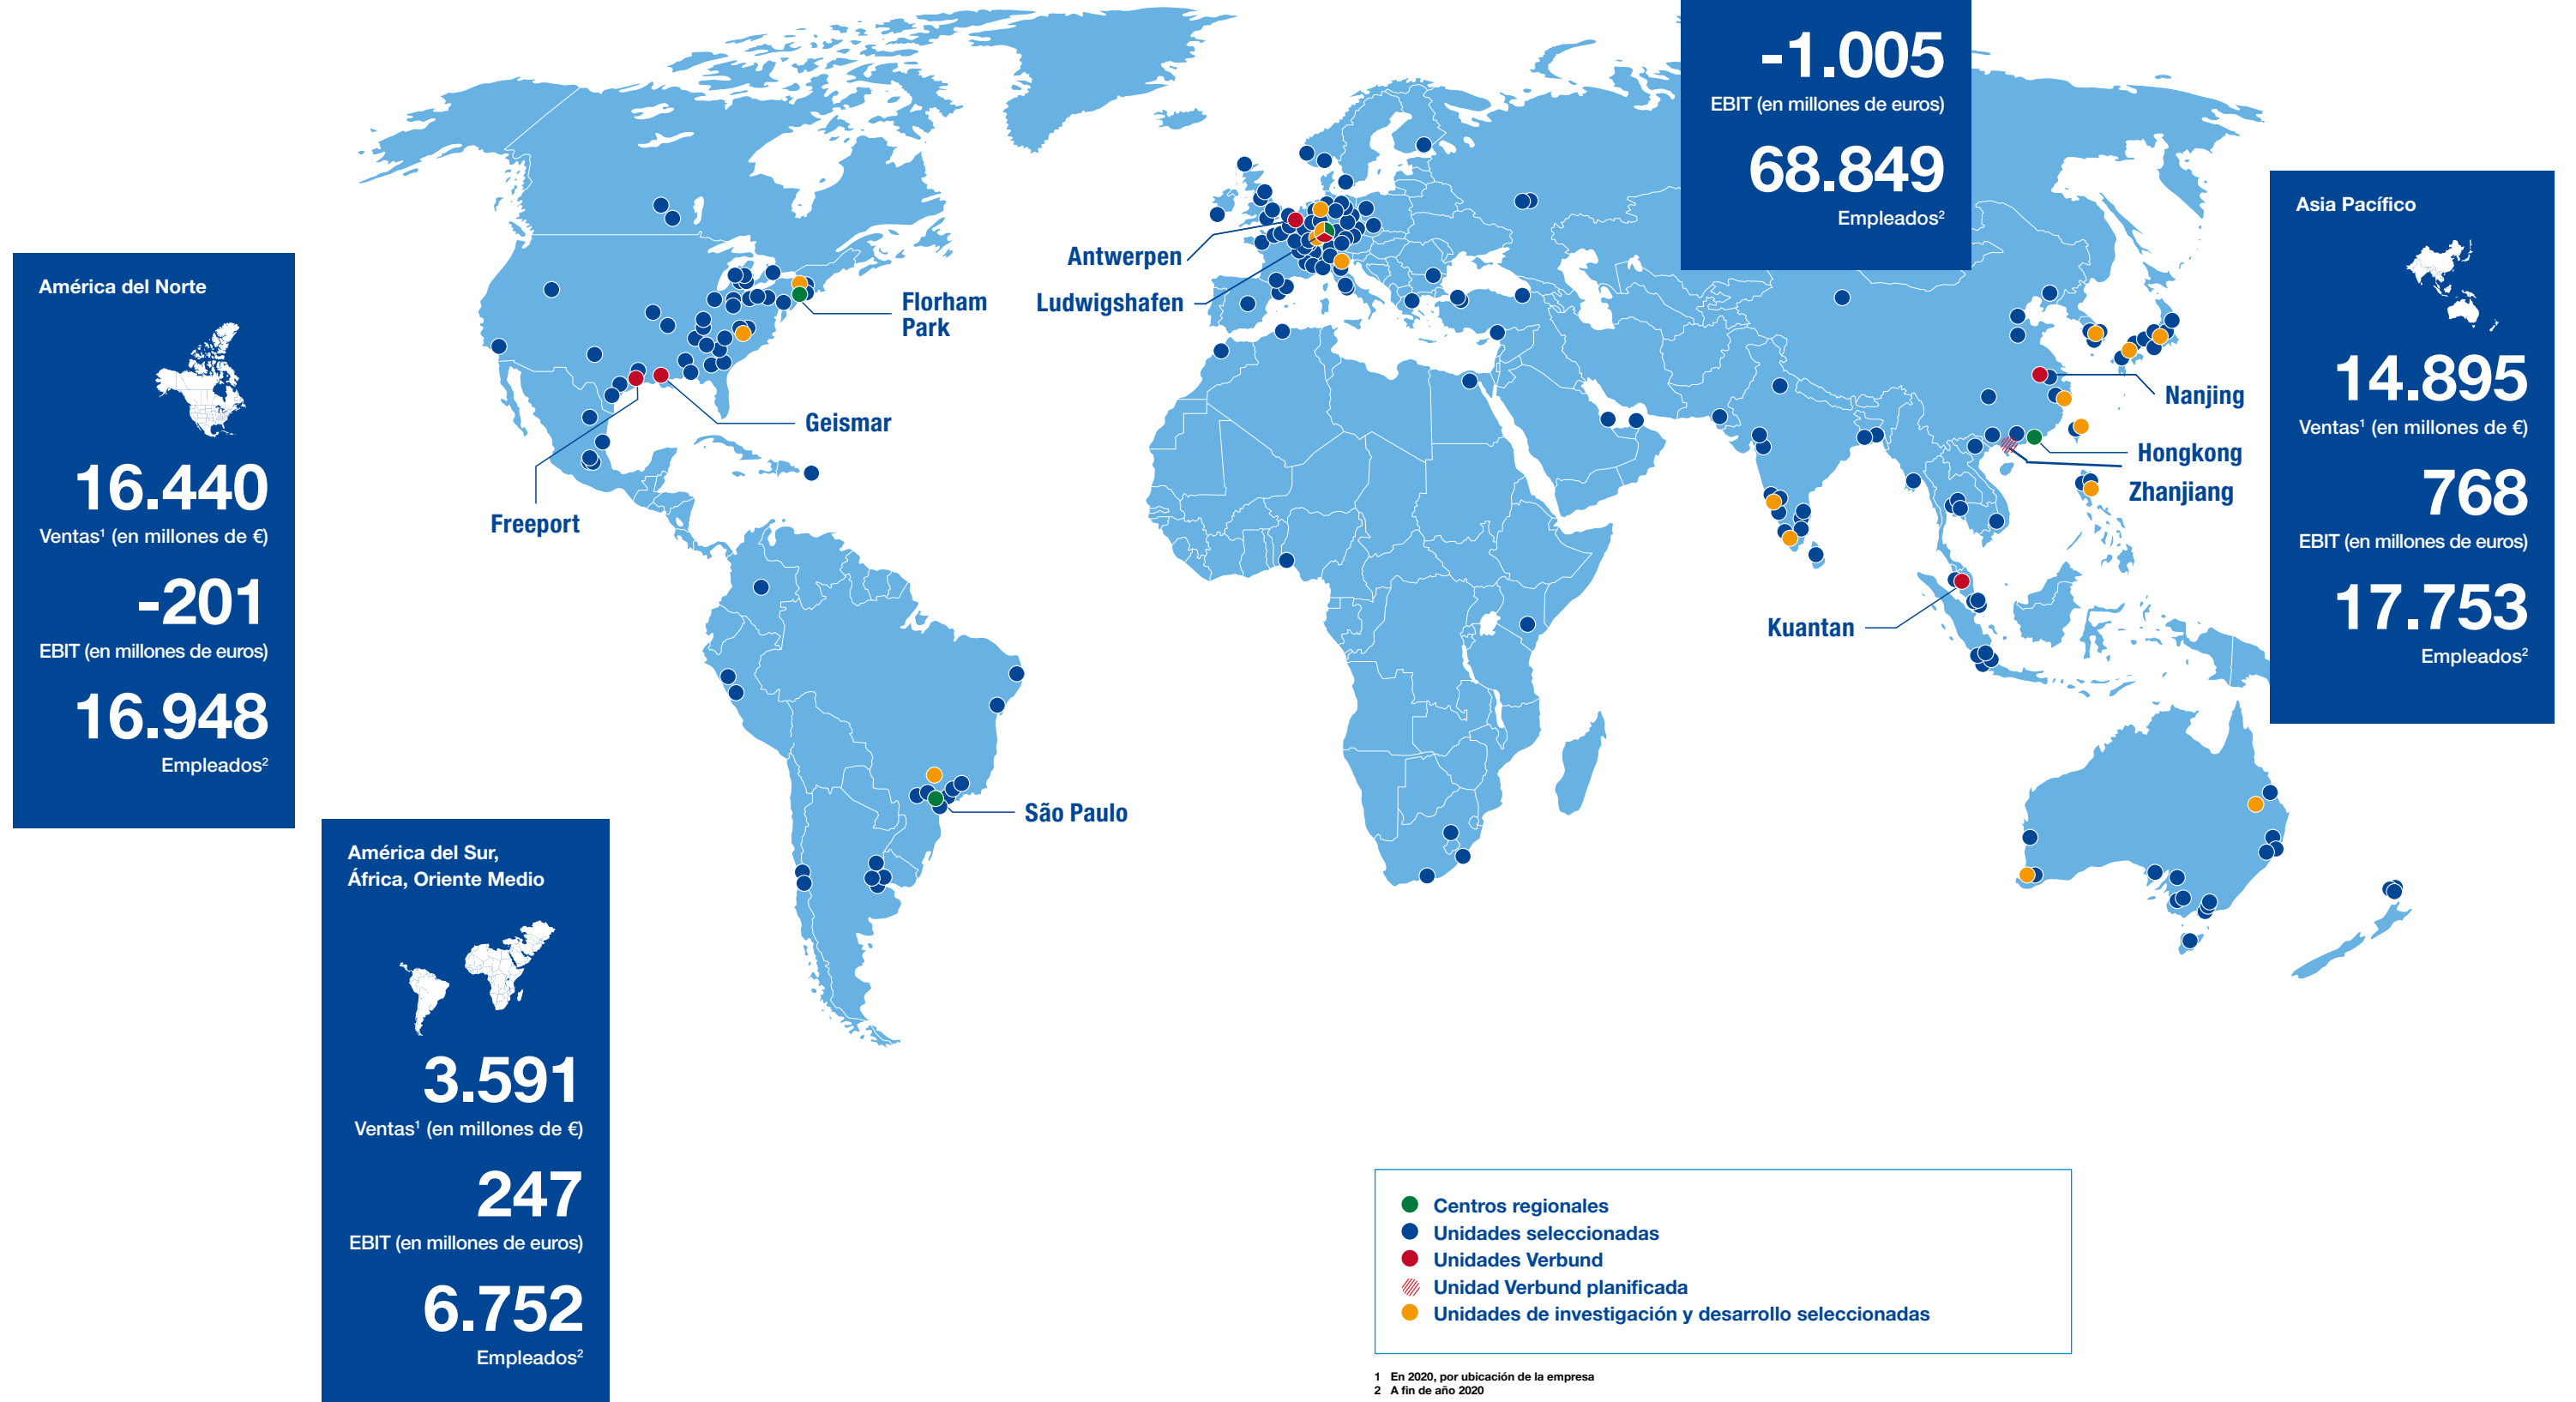 -1.005
EBIT (en millones de euros)
68.849
Empleados²
América del Norte
16.440
Ventas¹ (en millones de €)
-201
EBIT (en millones de euros)
16.948
Empleados²
Asia Pacífico
14.895
Ventas¹ (en millones de €)
768
EBIT (en millones de euros)
17.753
Empleados²
Antwerpen
Ludwigshafen
Florham
Park
Geismar
Freeport
Nanjing
Hongkong
Zhanjiang
Kuantan
São Paulo
América del Sur,
África, Oriente Medio
3.591
Ventas¹ (en millones de €)
247
EBIT (en millones de euros)
6.752
Empleados²
Centros regionales
Unidades seleccionadas
Unidades Verbund
Unidad Verbund planificada
Unidades de investigación y desarrollo seleccionadas
1 En 2020, por ubicación de la empresa
2 A fin de año 2020